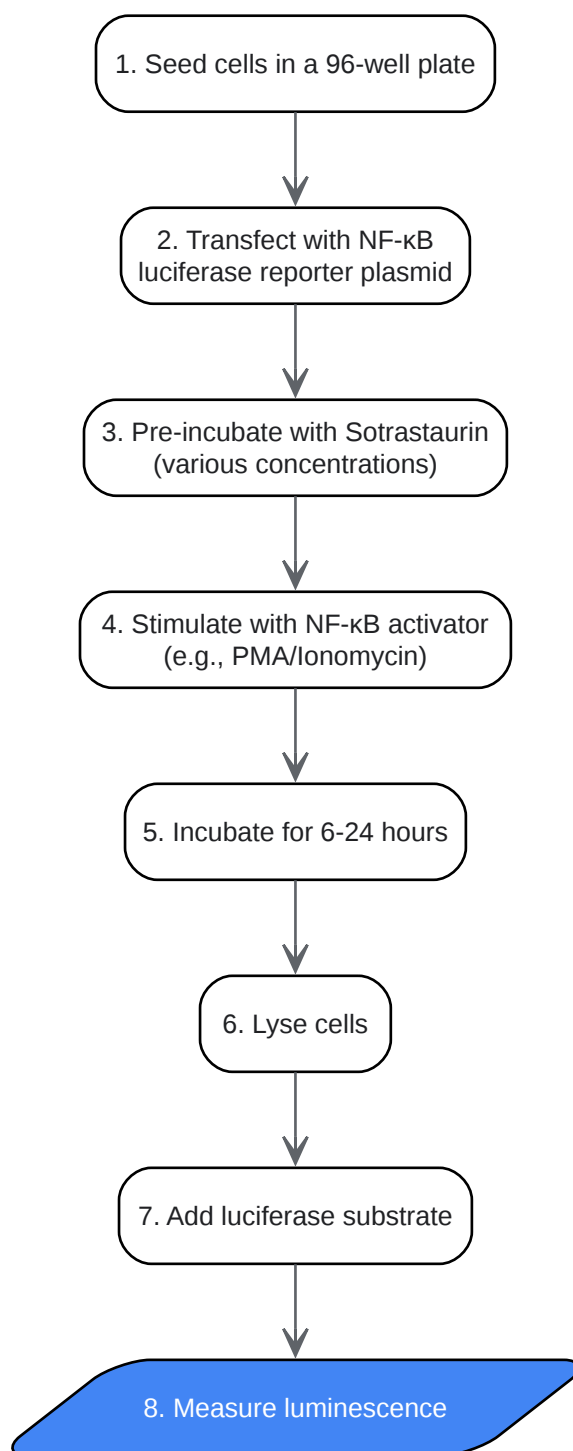 1. Seed cells in a 96-well plate
2. Transfect with NF-κB
luciferase reporter plasmid
3. Pre-incubate with Sotrastaurin
(various concentrations)
4. Stimulate with NF-κB activator
(e.g., PMA/Ionomycin)
5. Incubate for 6-24 hours
6. Lyse cells
7. Add luciferase substrate
8. Measure luminescence